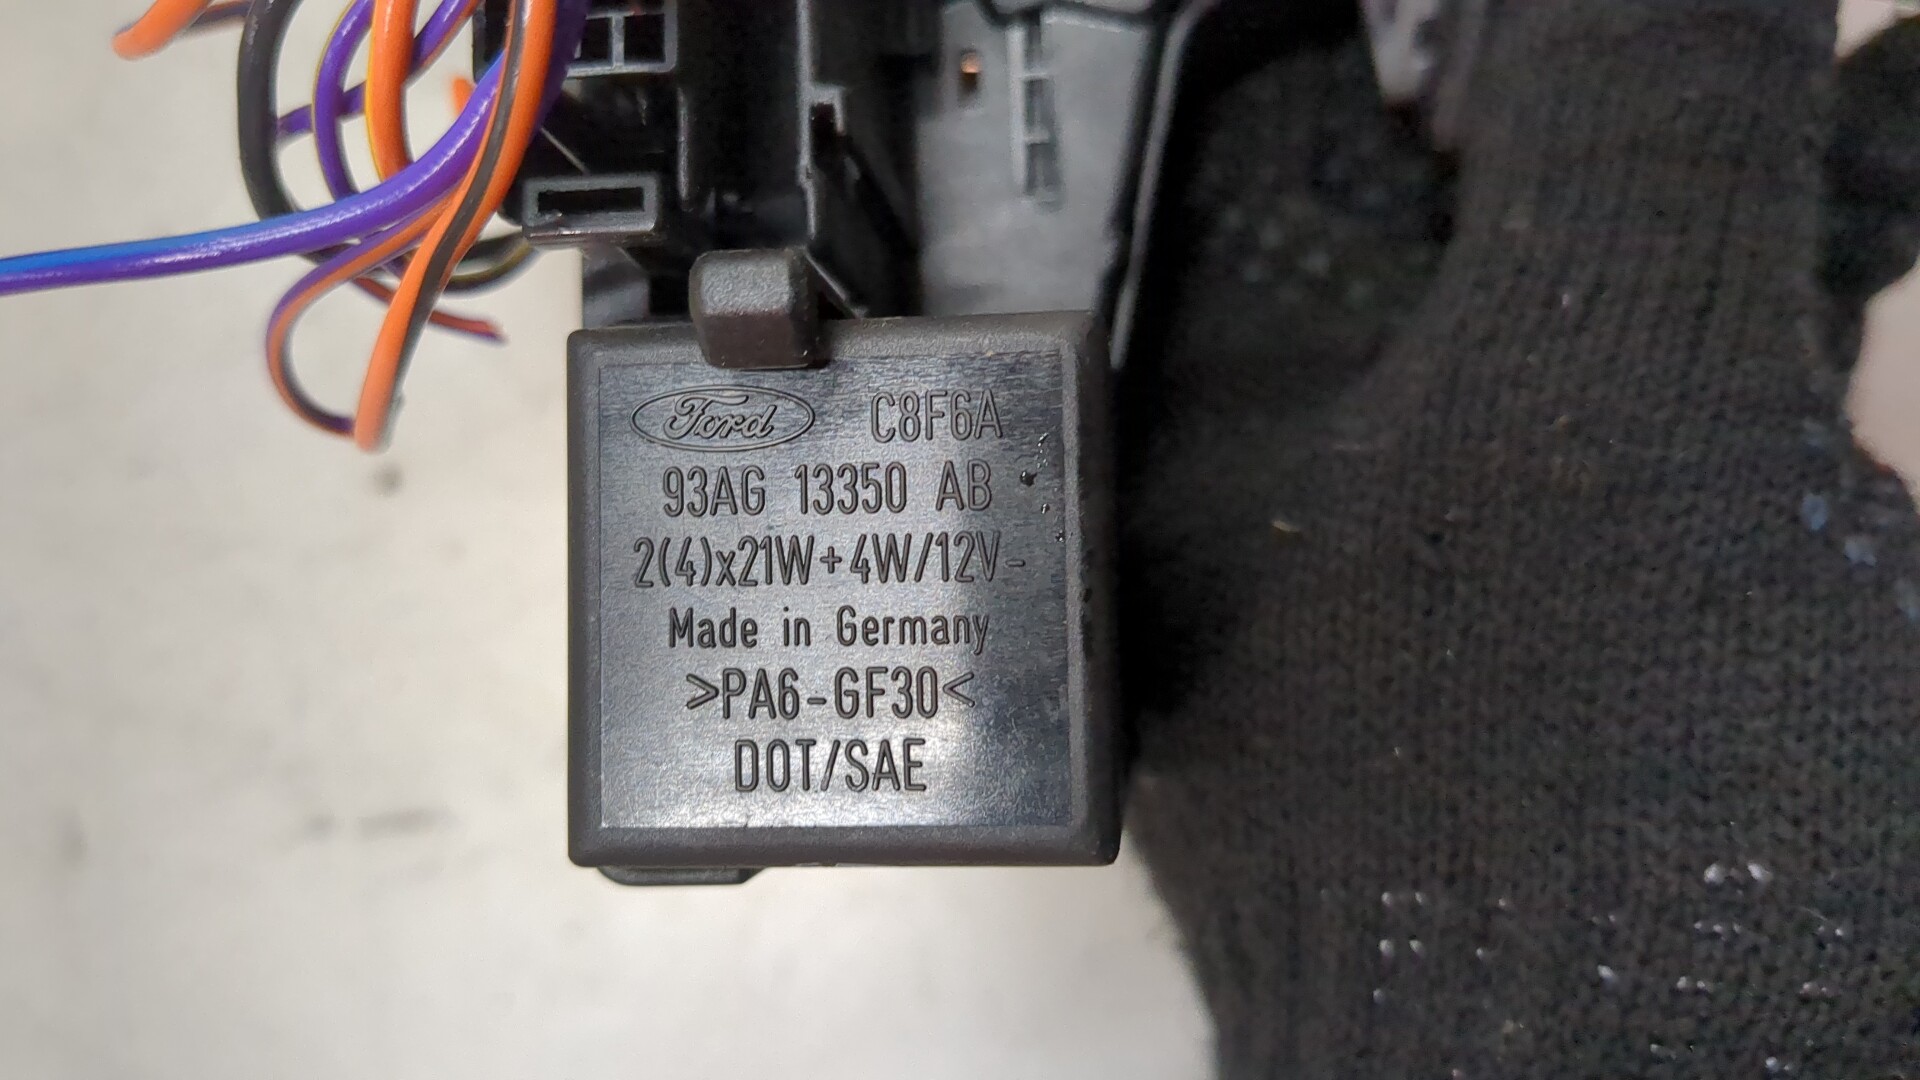 Ford C8F6A
93AG 13350 AB
2(4)x21W+4W/12V-
Made in Germany
>PA6-GF30<
DOT/SAE